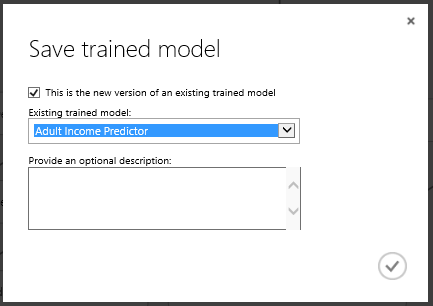 Save trained model
This is the new version of an existing trained model
Existing trained model:
Adult Income Predictor
Provide an optional description: